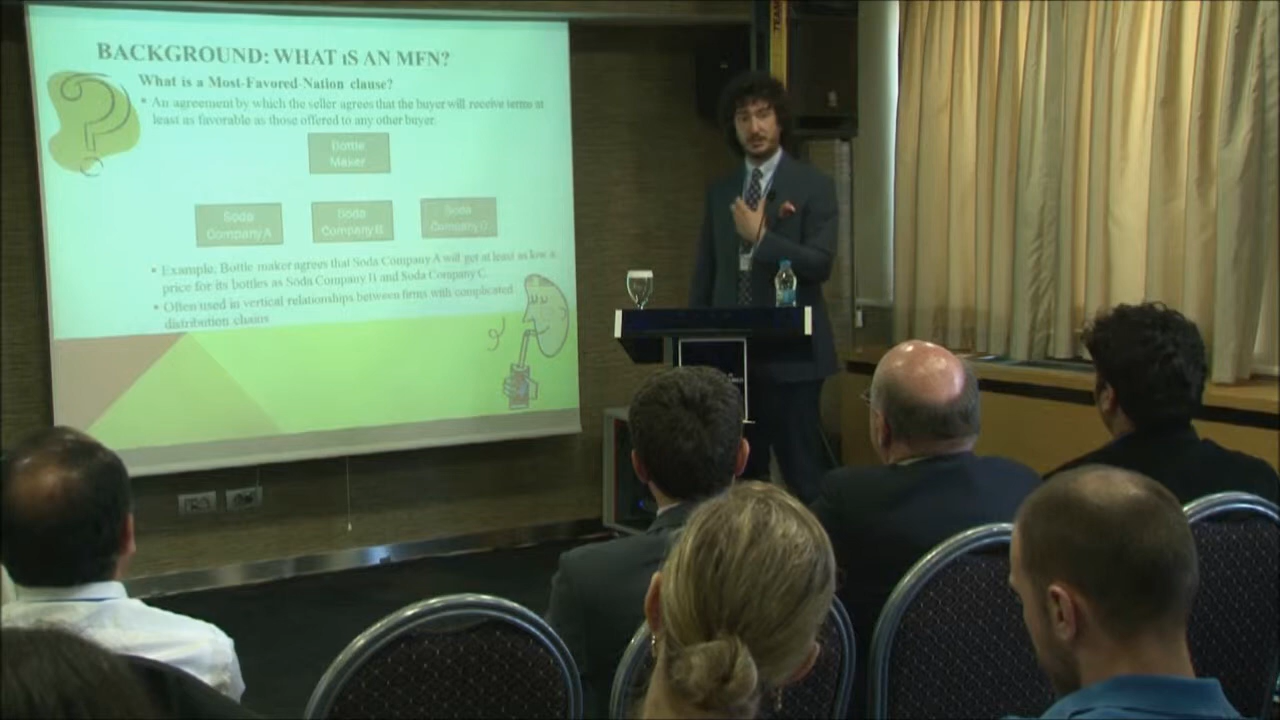 BACKGROUND: WHAT iS AN MFN?
What is a Most-Favored-Nation clause?
▪ An agreement by which the seller agrees that the buyer will receive terms at
least as favorable as those offered to any other buyer.
Bottle
Maker
Soda
Company A
Soda
Company B
Soda
Company C
▪ Example: Bottle maker agrees that Soda Company A will get at least as low a
price for its bottles as Soda Company B and Soda Company C.
▪ Often used in vertical relationships between firms with complicated
distribution chains
TEAM